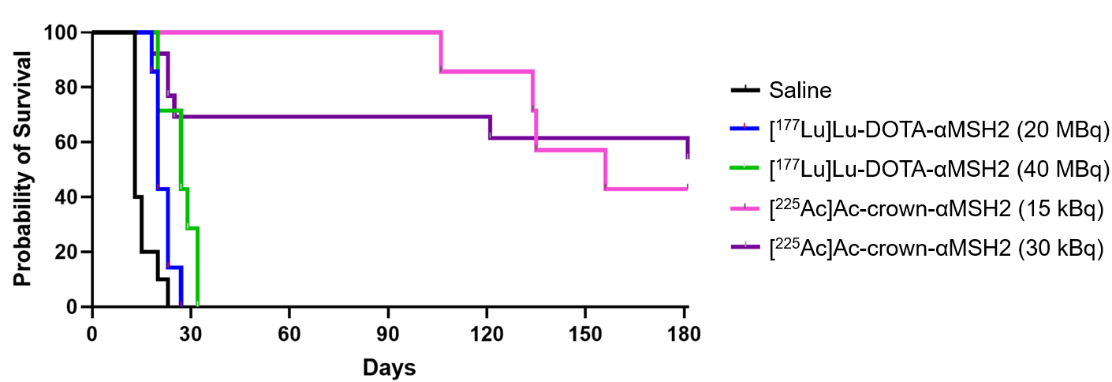 Probability of Survival
100
80
60
40
20
0
0 30 60 90 120 150 180
Days
Saline
[¹⁷⁷Lu]Lu-DOTA-αMSH2 (20 MBq)
[¹⁷⁷Lu]Lu-DOTA-αMSH2 (40 MBq)
[²²⁵Ac]Ac-crown-αMSH2 (15 kBq)
[²²⁵Ac]Ac-crown-αMSH2 (30 kBq)